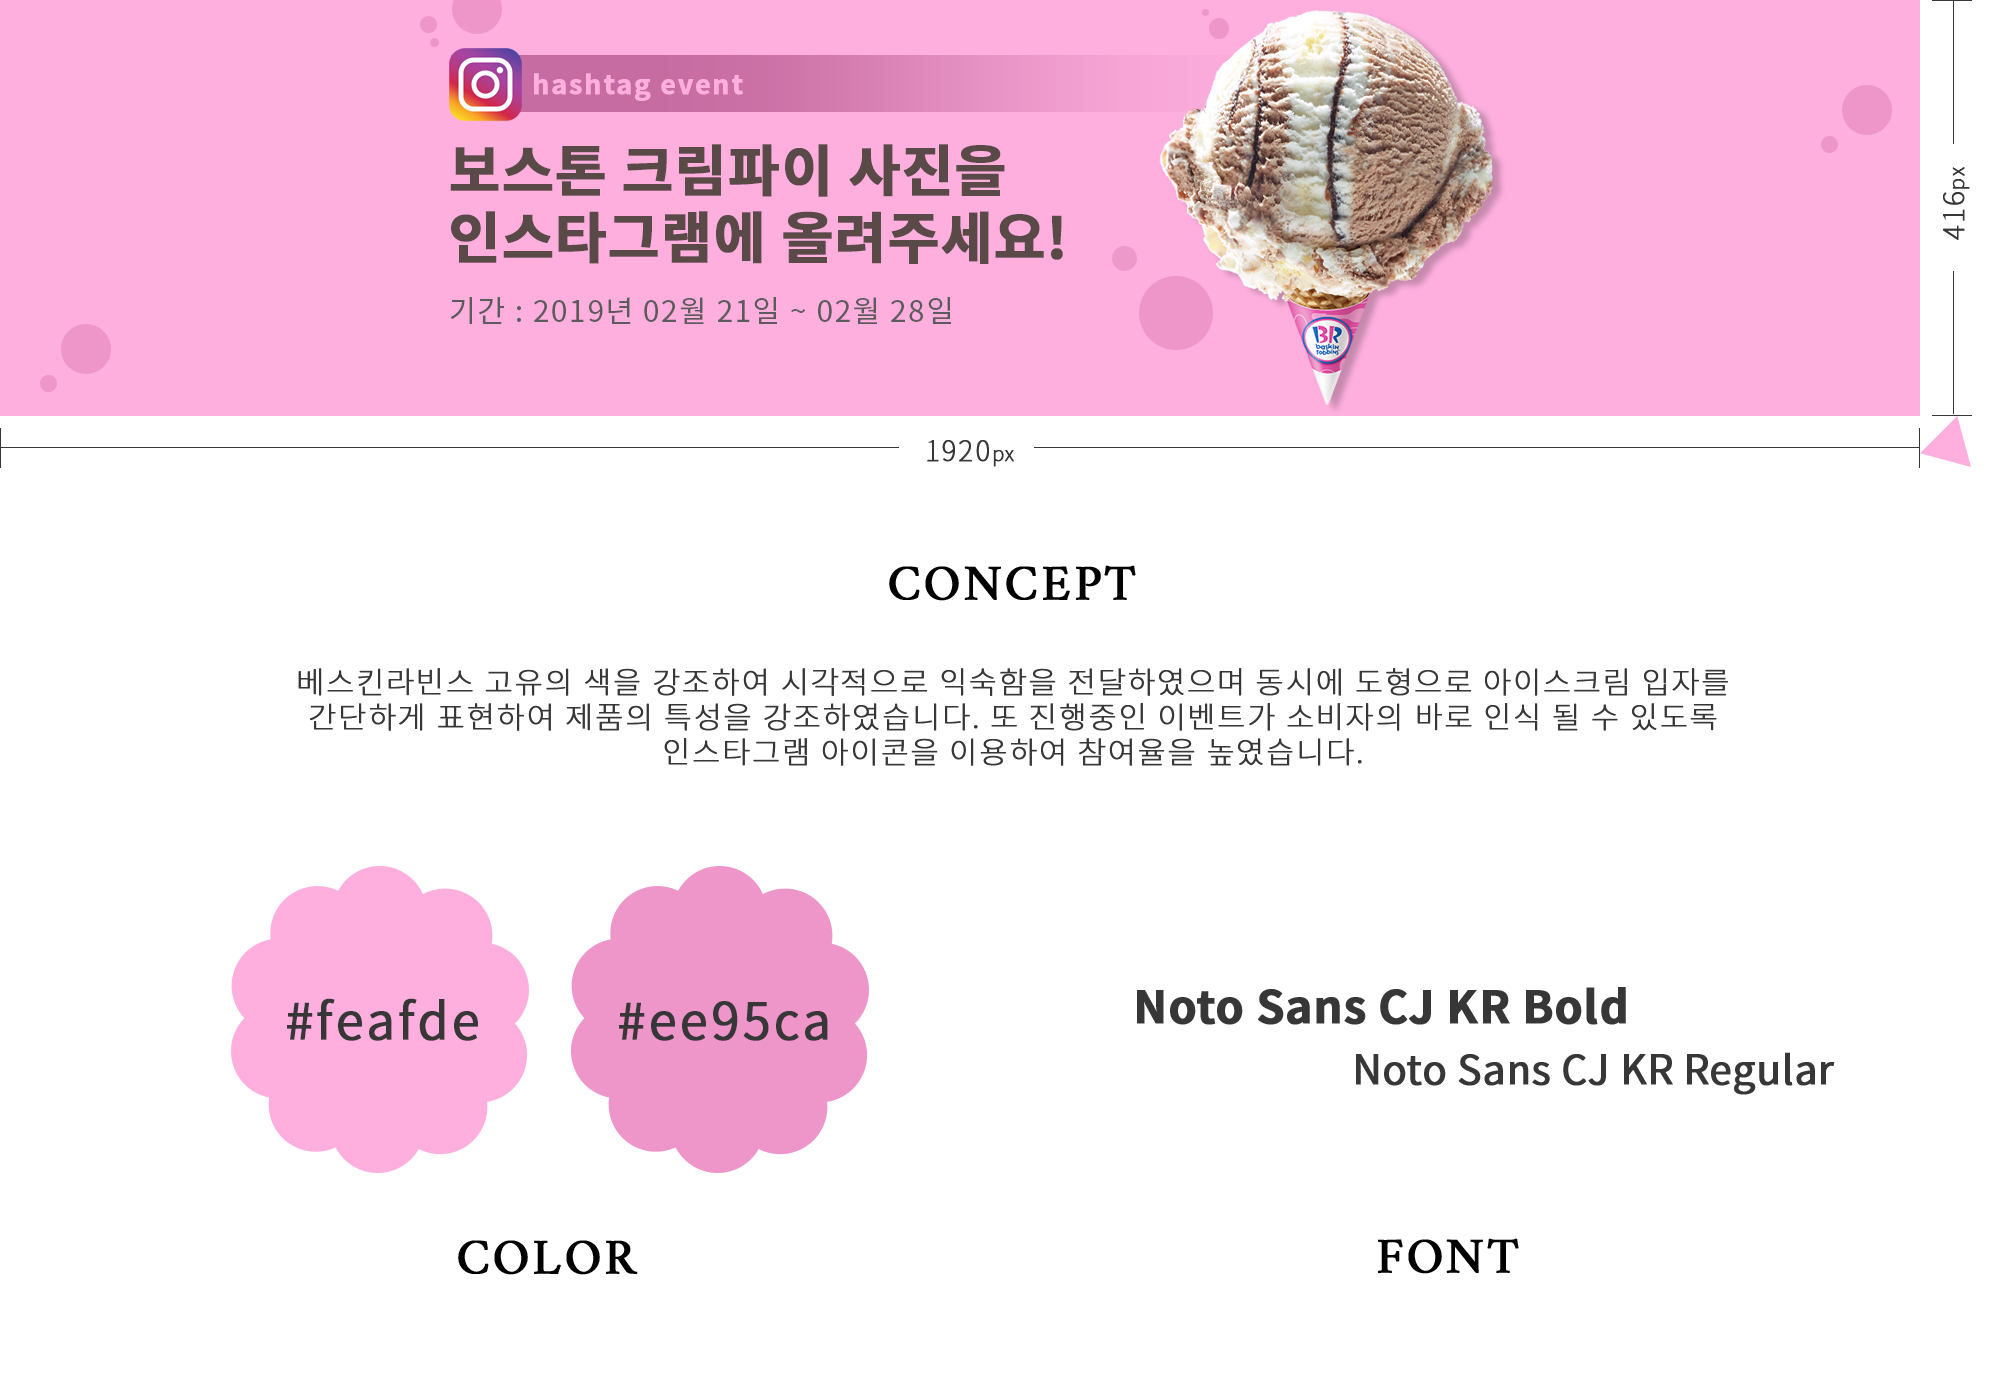 hashtag event
보스톤 크림파이 사진을
인스타그램에 올려주세요!
기간 : 2019년 02월 21일 ~ 02월 28일
BR
baskin
robbins
416px
1920px
CONCEPT
베스킨라빈스 고유의 색을 강조하여 시각적으로 익숙함을 전달하였으며 동시에 도형으로 아이스크림 입자를
간단하게 표현하여 제품의 특성을 강조하였습니다. 또 진행중인 이벤트가 소비자의 바로 인식 될 수 있도록
인스타그램 아이콘을 이용하여 참여율을 높였습니다.
#feafde
#ee95ca
Noto Sans CJ KR Bold
Noto Sans CJ KR Regular
COLOR
FONT